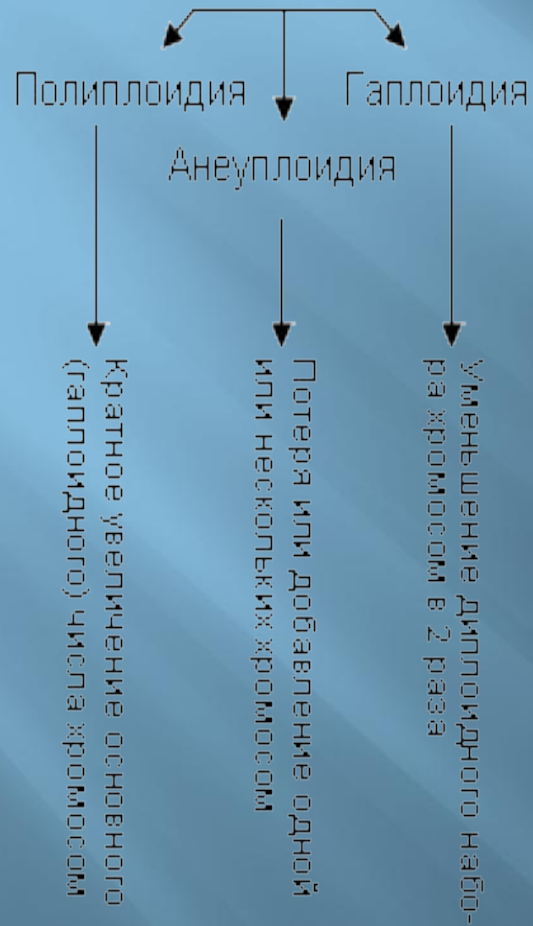 Полиплоидия
Гаплоидия
Анеуплоидия
Кратное увеличение основного
(гаплоидного) числа хромосом
Потеря или добавление одной
или нескольких хромосом
Уменьшение диплоидного набо-
ра хромосом в 2 раза